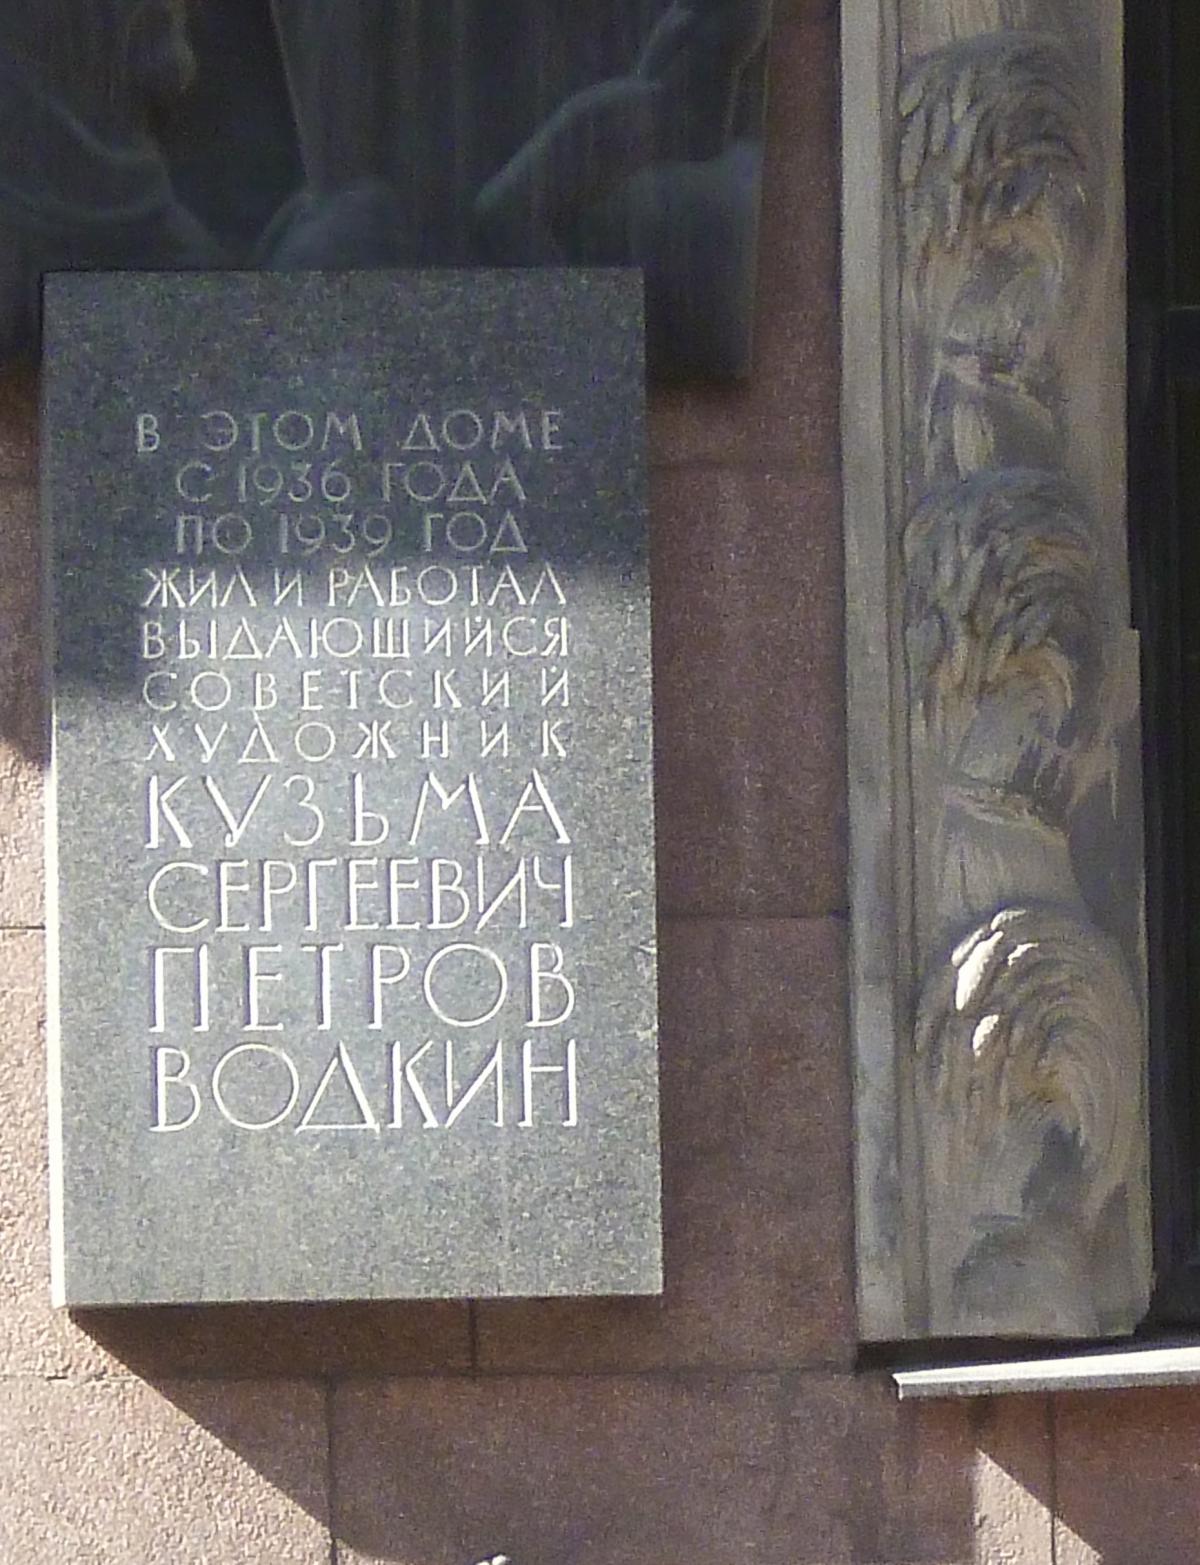 В ЭТОМ ДОМЕ
С 1936 ГОДА
ПО 1939 ГОД
ЖИЛ И РАБОТАЛ
ВЫДАЮЩИЙСЯ
СОВЕТСКИЙ
ХУДОЖНИК
КУЗЬМА
СЕРГЕЕВИЧ
ПЕТРОВ
ВОДКИН